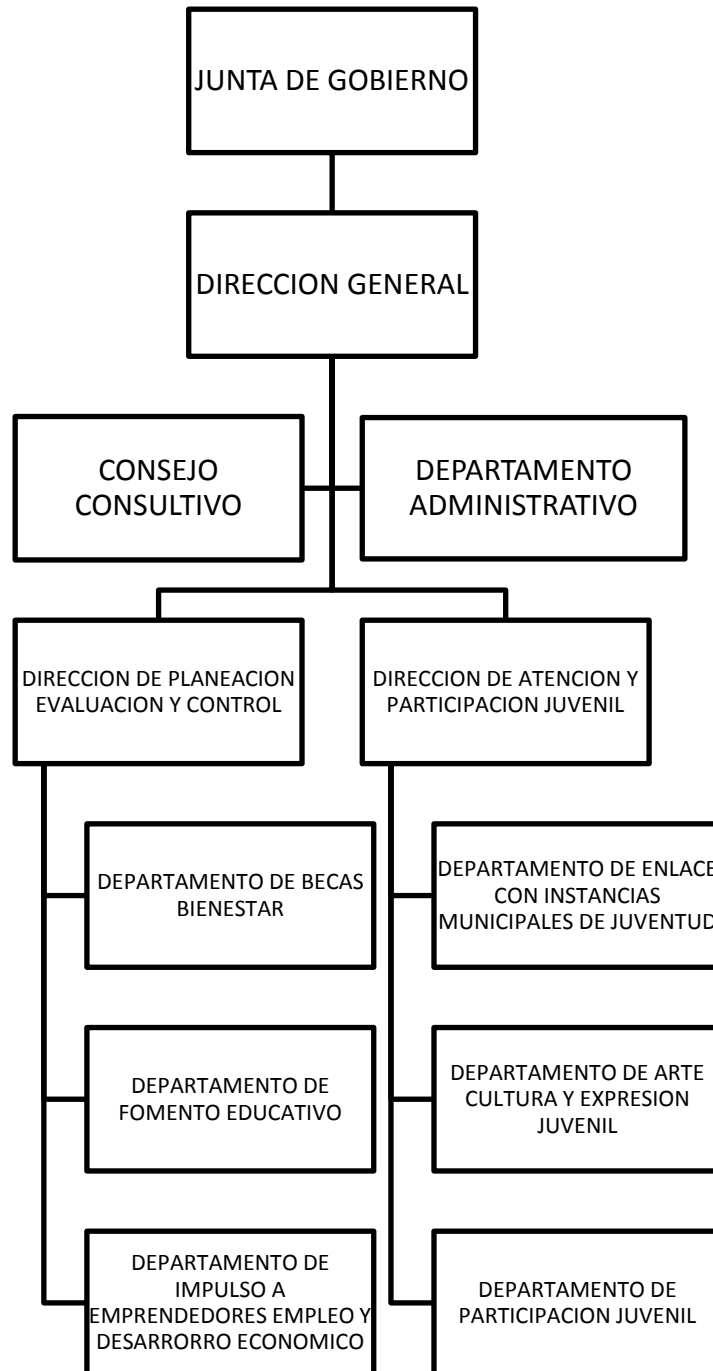 JUNTA DE GOBIERNO
DIRECCION GENERAL
CONSEJO
CONSULTIVO
DEPARTAMENTO
ADMINISTRATIVO
DIRECCION DE PLANEACION
EVALUACION Y CONTROL
DIRECCION DE ATENCION Y
PARTICIPACION JUVENIL
DEPARTAMENTO DE BECAS
BIENESTAR
DEPARTAMENTO DE ENLACE
CON INSTANCIAS
MUNICIPALES DE JUVENTUD
DEPARTAMENTO DE
FOMENTO EDUCATIVO
DEPARTAMENTO DE ARTE
CULTURA Y EXPRESION
JUVENIL
DEPARTAMENTO DE
IMPULSO A
EMPRENDEDORES EMPLEO Y
DESARRORRO ECONOMICO
DEPARTAMENTO DE
PARTICIPACION JUVENIL